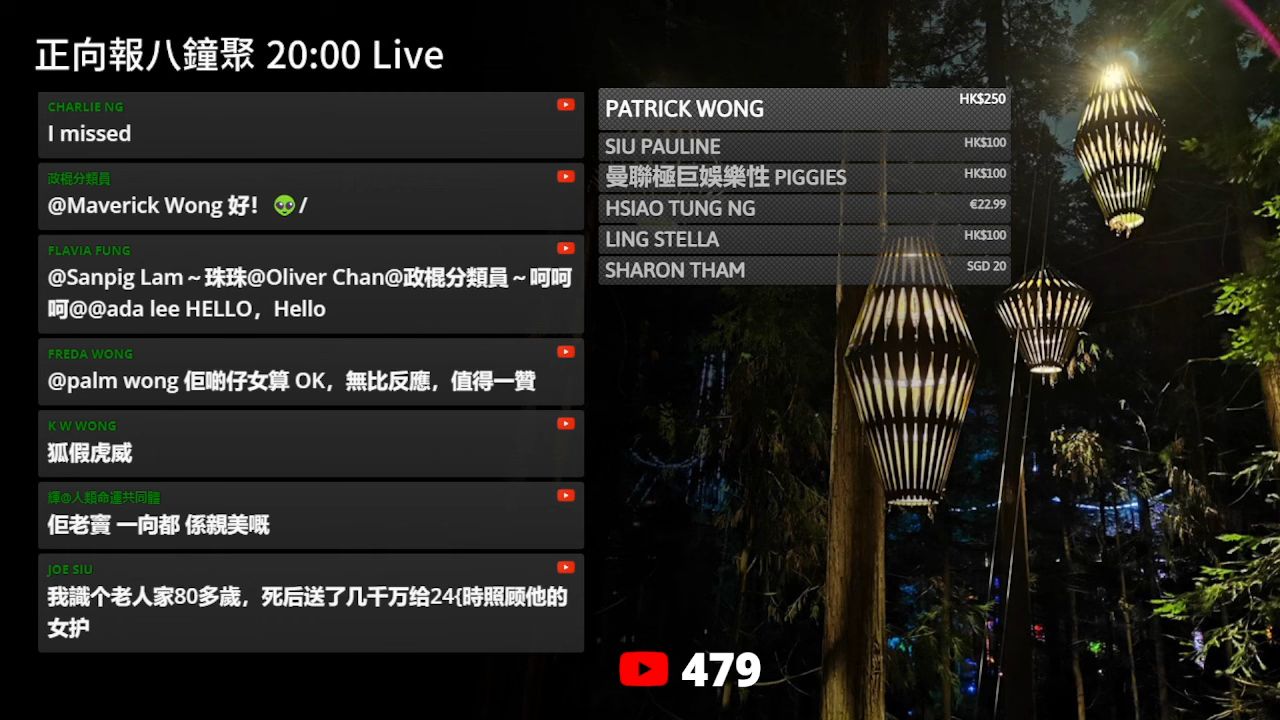 正向報八鐘聚 20:00 Live
CHARLIE NG
I missed
政棍分類員
@Maverick Wong 好！ 👽 /
FLAVIA FUNG
@Sanpig Lam～珠珠@Oliver Chan@政棍分類員～呵呵
呵@@ada lee HELLO，Hello
FREDA WONG
@palm wong 佢啲仔女算 OK，無比反應，值得一贊
K W WONG
狐假虎威
輝@人類命運共同體
佢老竇 一向都 係親美嘅
JOE SIU
我識个老人家80多歲，死后送了几千万给24{時照顾他的
女护
PATRICK WONG HK$250
SIU PAULINE HK$100
曼聯極巨娛樂性 PIGGIES HK$100
HSIAO TUNG NG €22.99
LING STELLA HK$100
SHARON THAM SGD 20
479